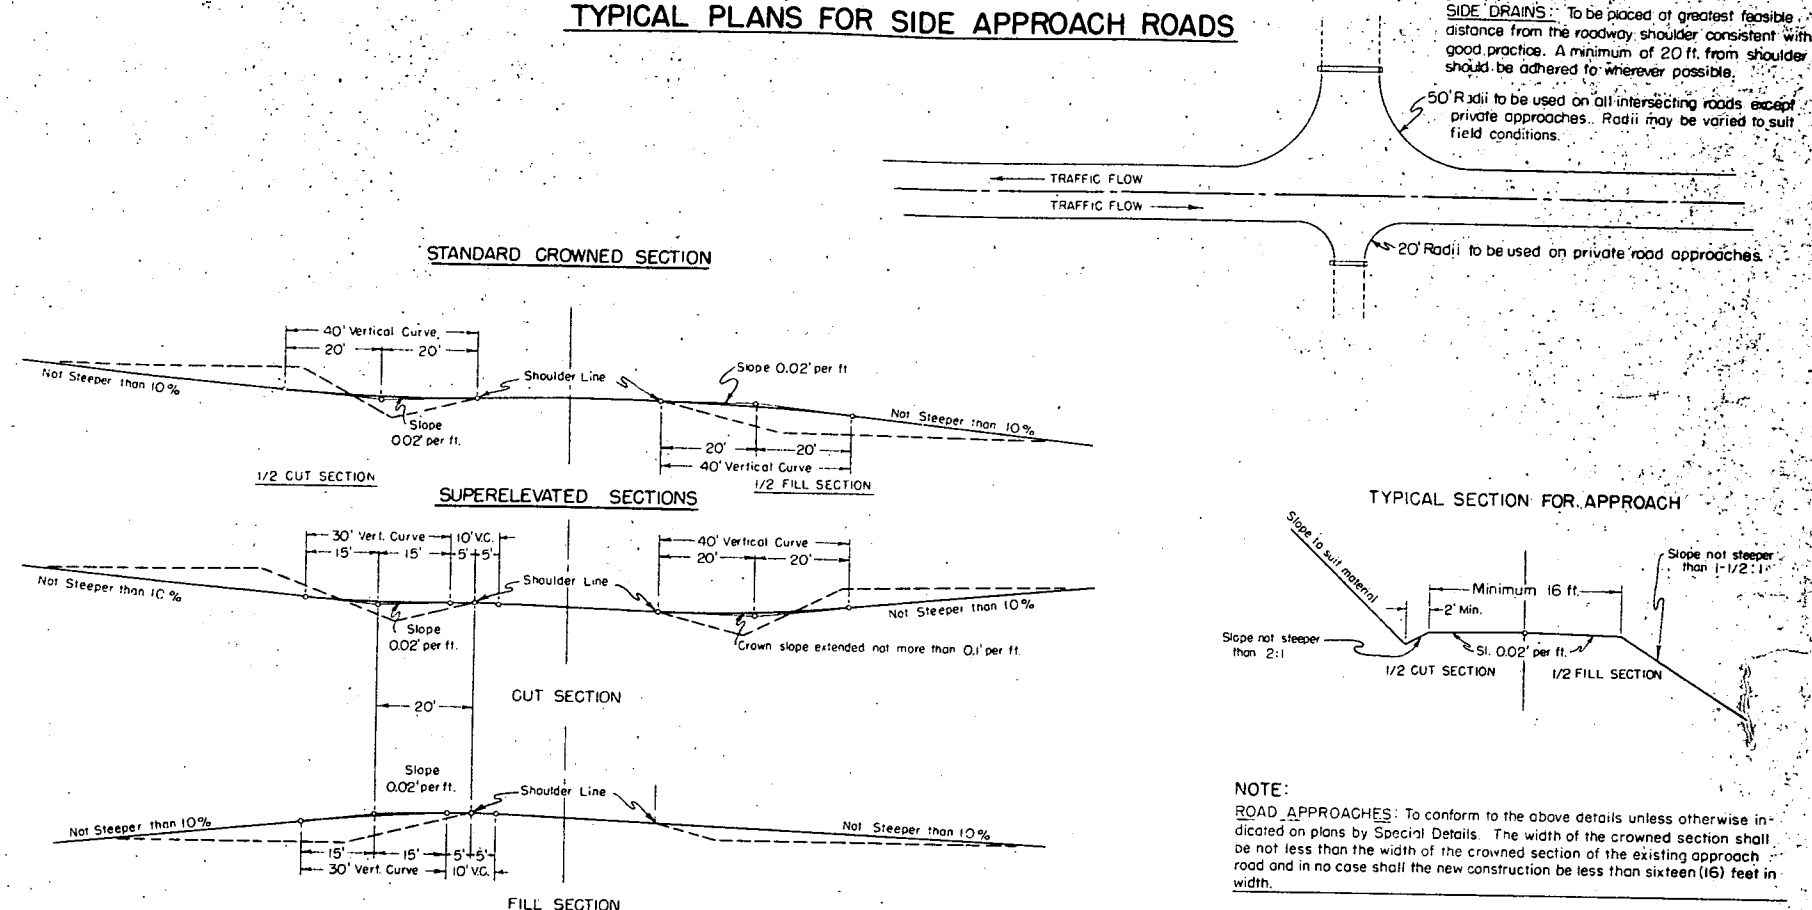 TYPICAL PLANS FOR SIDE APPROACH ROADS
SIDE DRAINS: To be placed at greatest feasible
distance from the roadway shoulder consistent with
good practice. A minimum of 20 ft. from shoulder
should be adhered to wherever possible.
50' Radii to be used on all intersecting roads except
private approaches. Radii may be varied to suit
field conditions.
TRAFFIC FLOW
TRAFFIC FLOW
20' Radii to be used on private road approaches.
STANDARD CROWNED SECTION
40' Vertical Curve
20' 20'
Not Steeper than 10%
Shoulder Line
Slope 0.02' per ft
Slope
0.02' per ft.
Not Steeper than 10%
20' 20'
40' Vertical Curve
1/2 CUT SECTION
1/2 FILL SECTION
SUPERELEVATED SECTIONS
30' Vert. Curve 10' V.C.
15' 15' 5' 5'
40' Vertical Curve
20' 20'
Not Steeper than 10%
Shoulder Line
Not Steeper than 10%
Slope
0.02' per ft.
Crown slope extended not more than 0.1' per ft.
CUT SECTION
20'
Slope
0.02' per ft.
Shoulder Line
Not Steeper than 10%
Not Steeper than 10%
15' 15' 5' 5'
30' Vert. Curve 10' V.C.
FILL SECTION
TYPICAL SECTION FOR APPROACH
Slope to suit material
Slope not steeper
than 1-1/2:1
Minimum 16 ft.
2' Min.
Slope not steeper
than 2:1
Sl. 0.02' per ft.
1/2 CUT SECTION
1/2 FILL SECTION
NOTE:
ROAD APPROACHES: To conform to the above details unless otherwise in-
dicated on plans by Special Details. The width of the crowned section shall
be not less than the width of the crowned section of the existing approach
road and in no case shall the new construction be less than sixteen (16) feet in
width.